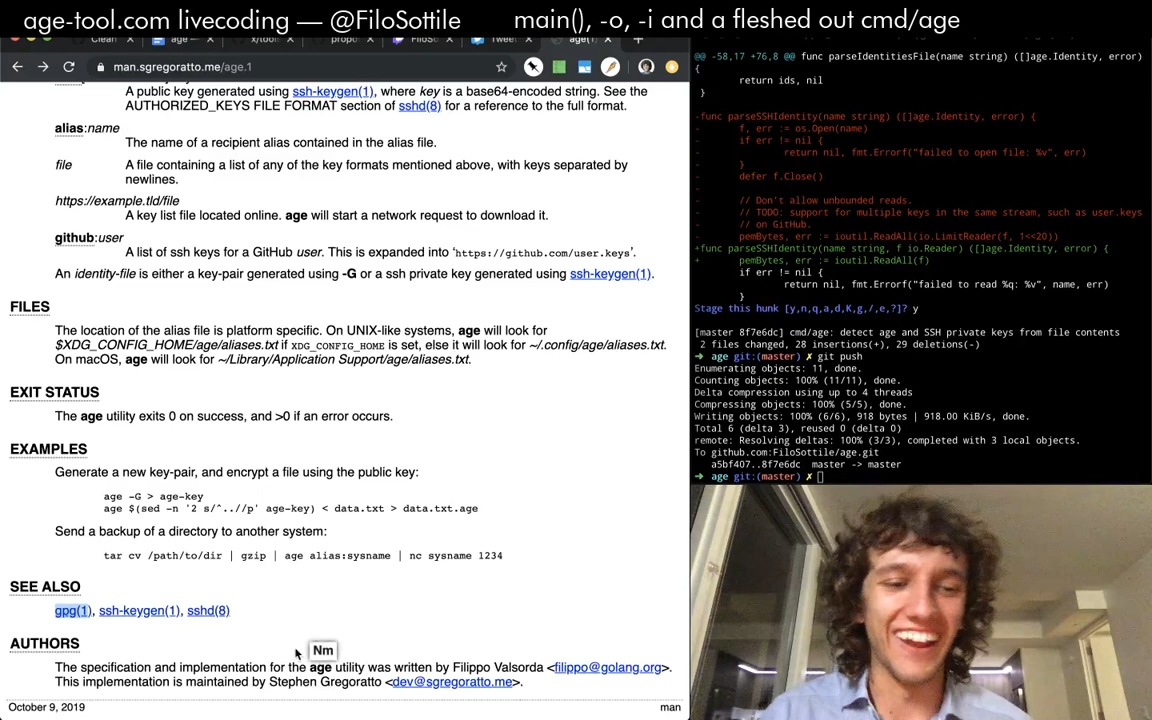 age-tool.com livecoding — @FiloSottile
main(), -o, -i and a fleshed out cmd/age
Clean
age —
x/tools
propo
FiloSo
Tweet
age(1)
man.sgregoratto.me/age.1
A public key generated using ssh-keygen(1), where key is a base64-encoded string. See the
AUTHORIZED_KEYS FILE FORMAT section of sshd(8) for a reference to the full format.
alias:name
The name of a recipient alias contained in the alias file.
file
A file containing a list of any of the key formats mentioned above, with keys separated by
newlines.
https://example.tld/file
A key list file located online. age will start a network request to download it.
github:user
A list of ssh keys for a GitHub user. This is expanded into ‘https://github.com/user.keys’.
An identity-file is either a key-pair generated using -G or a ssh private key generated using ssh-keygen(1).
FILES
The location of the alias file is platform specific. On UNIX-like systems, age will look for
$XDG_CONFIG_HOME/age/aliases.txt if XDG_CONFIG_HOME is set, else it will look for ~/.config/age/aliases.txt.
On macOS, age will look for ~/Library/Application Support/age/aliases.txt.
EXIT STATUS
The age utility exits 0 on success, and >0 if an error occurs.
EXAMPLES
Generate a new key-pair, and encrypt a file using the public key:
age -G > age-key
age $(sed -n '2 s/^..//p' age-key) < data.txt > data.txt.age
Send a backup of a directory to another system:
tar cv /path/to/dir | gzip | age alias:sysname | nc sysname 1234
SEE ALSO
gpg(1), ssh-keygen(1), sshd(8)
AUTHORS
Nm
The specification and implementation for the age utility was written by Filippo Valsorda <filippo@golang.org>.
This implementation is maintained by Stephen Gregoratto <dev@sgregoratto.me>.
October 9, 2019
man
@@ -58,17 +76,8 @@ func parseIdentitiesFile(name string) ([]age.Identity, error)
{
return ids, nil
}
-func parseSSHIdentity(name string) ([]age.Identity, error) {
- f, err := os.Open(name)
- if err != nil {
- return nil, fmt.Errorf("failed to open file: %v", err)
- }
- defer f.Close()
-
- // Don't allow unbounded reads.
- // TODO: support for multiple keys in the same stream, such as user.keys
- // on GitHub.
- pemBytes, err := ioutil.ReadAll(io.LimitReader(f, 1<<20))
+func parseSSHIdentity(name string, f io.Reader) ([]age.Identity, error) {
+ pemBytes, err := ioutil.ReadAll(f)
if err != nil {
return nil, fmt.Errorf("failed to read %q: %v", name, err)
}
Stage this hunk [y,n,q,a,d,K,g,/,e,?]? y
[master 8f7e6dc] cmd/age: detect age and SSH private keys from file contents
2 files changed, 28 insertions(+), 29 deletions(-)
➜ age git:(master) ✗ git push
Enumerating objects: 11, done.
Counting objects: 100% (11/11), done.
Delta compression using up to 4 threads
Compressing objects: 100% (5/5), done.
Writing objects: 100% (6/6), 918 bytes | 918.00 KiB/s, done.
Total 6 (delta 3), reused 0 (delta 0)
remote: Resolving deltas: 100% (3/3), completed with 3 local objects.
To github.com:FiloSottile/age.git
a5bf407..8f7e6dc master -> master
➜ age git:(master) ✗